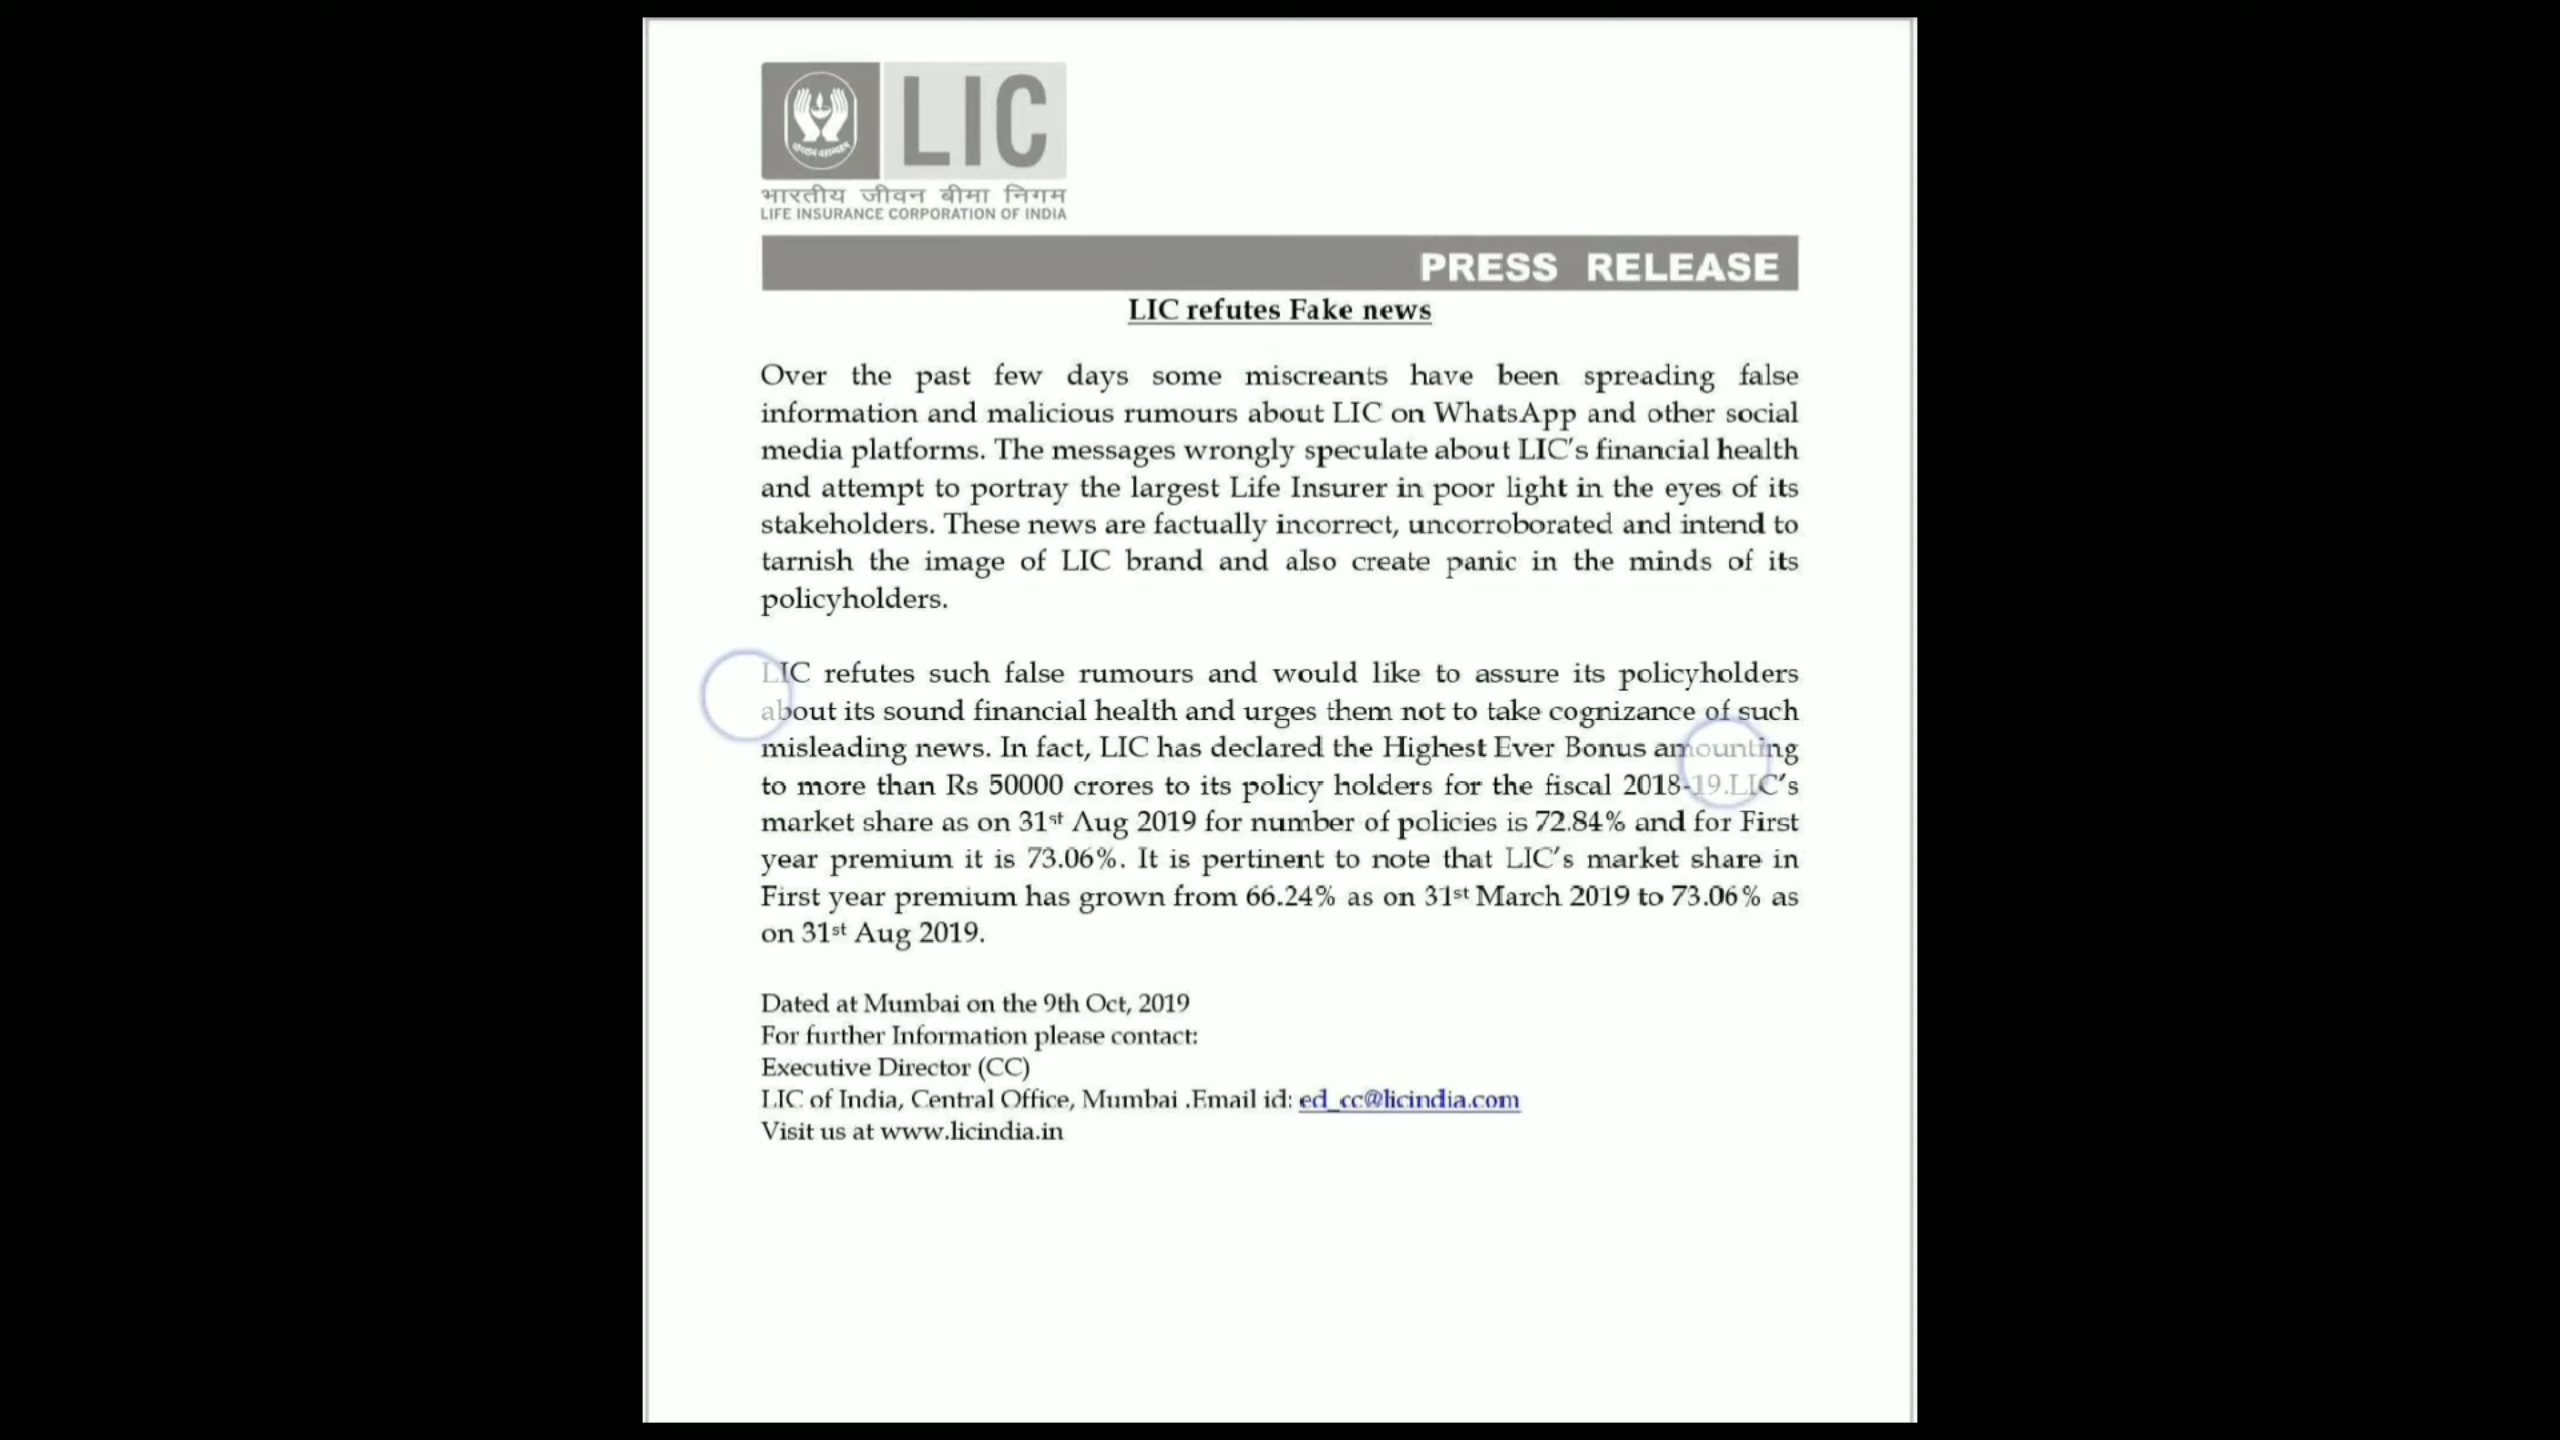 LIC
भारतीय जीवन बीमा निगम
LIFE INSURANCE CORPORATION OF INDIA
PRESS RELEASE
LIC refutes Fake news
Over the past few days some miscreants have been spreading false
information and malicious rumours about LIC on WhatsApp and other social
media platforms. The messages wrongly speculate about LIC's financial health
and attempt to portray the largest Life Insurer in poor light in the eyes of its
stakeholders. These news are factually incorrect, uncorroborated and intend to
tarnish the image of LIC brand and also create panic in the minds of its
policyholders.
LIC refutes such false rumours and would like to assure its policyholders
about its sound financial health and urges them not to take cognizance of such
misleading news. In fact, LIC has declared the Highest Ever Bonus amounting
to more than Rs 50000 crores to its policy holders for the fiscal 2018-19.LIC's
market share as on 31st Aug 2019 for number of policies is 72.84% and for First
year premium it is 73.06%. It is pertinent to note that LIC's market share in
First year premium has grown from 66.24% as on 31st March 2019 to 73.06% as
on 31st Aug 2019.
Dated at Mumbai on the 9th Oct, 2019
For further Information please contact:
Executive Director (CC)
LIC of India, Central Office, Mumbai .Email id: ed_cc@licindia.com
Visit us at www.licindia.in